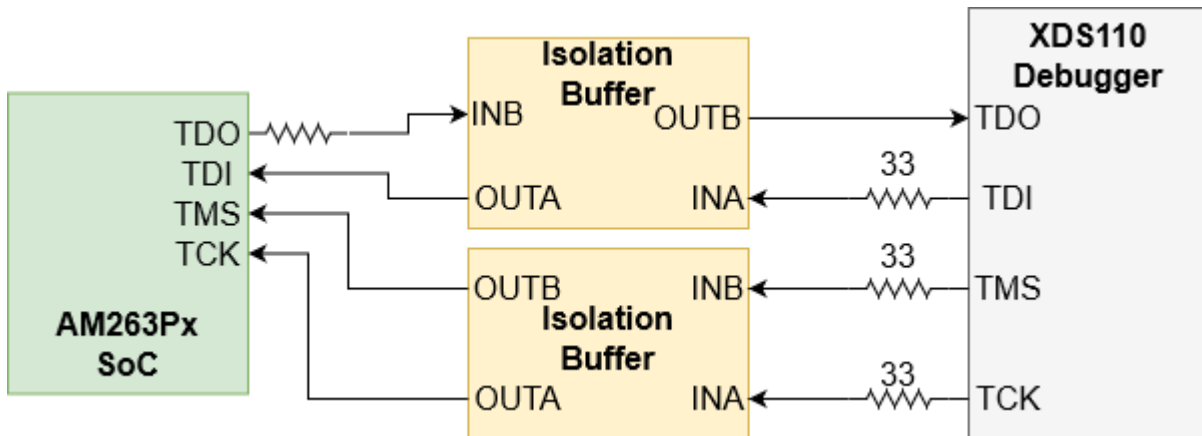 XDS110
Debugger
Isolation
Buffer
INB
OUTB
TDO
TDO
TDI
TMS
TCK
33
OUTA
INA
TDI
33
OUTB
INB
TMS
Isolation
Buffer
AM263Px
SoC
33
OUTA
INA
TCK